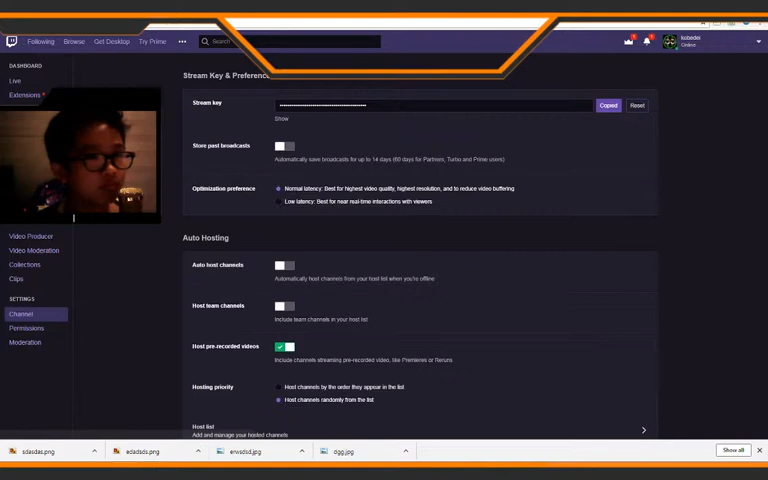 Following Browse Get Desktop Try Prime ••• Search kobedei
Online
DASHBOARD
Live
Extensions
Video Producer
Video Moderation
Collections
Clips
SETTINGS
Channel
Permissions
Moderation
Stream Key & Preferenc
Stream key •••••••••••••••••••••••••••••••••••••••••• Copied Reset
Show
Store past broadcasts
Automatically save broadcasts for up to 14 days (60 days for Partners, Turbo and Prime users)
Optimization preference Normal latency: Best for highest video quality, highest resolution, and to reduce video buffering
Low latency: Best for near real-time interactions with viewers
Auto Hosting
Auto host channels
Automatically host channels from your host list when you're offline
Host team channels
Include team channels in your host list
Host pre-recorded videos
Include channels streaming pre-recorded video, like Premieres or Reruns
Hosting priority Host channels by the order they appear in the list
Host channels randomly from the list
Host list
Add and manage your hosted channels
sdasdas.png edadsds.png erwsdsd.jpg dgg.jpg Show all